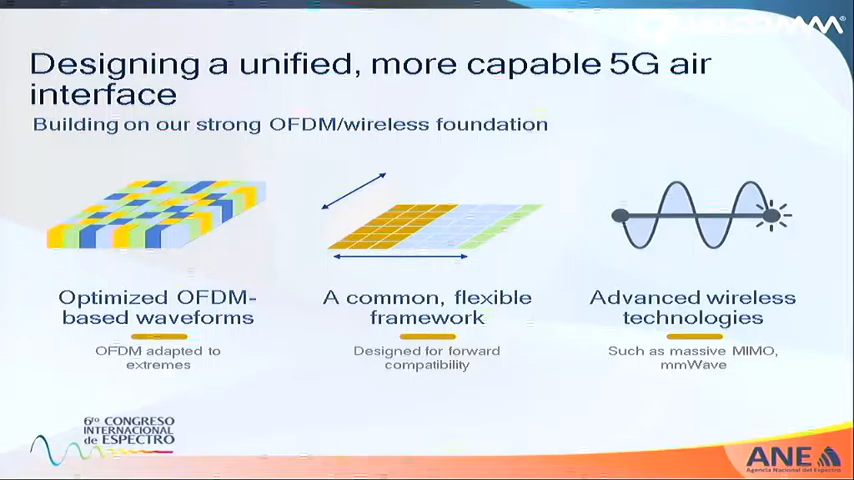 Designing a unified, more capable 5G air
interface
Building on our strong OFDM/wireless foundation
Optimized OFDM-
based waveforms
OFDM adapted to
extremes
A common, flexible
framework
Designed for forward
compatibility
Advanced wireless
technologies
Such as massive MIMO,
mmWave
6to CONGRESO
INTERNACIONAL
de ESPECTRO
ANE
Agencia Nacional del Espectro